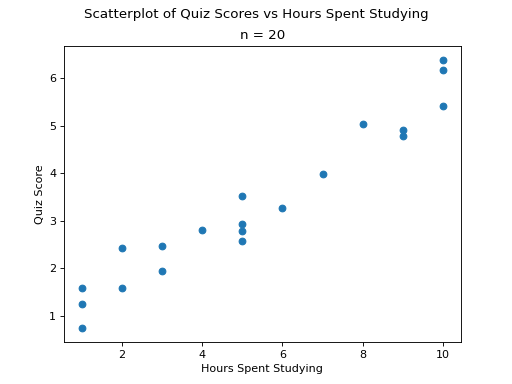 Scatterplot of Quiz Scores vs Hours Spent Studying
n = 20
6
5
4
3
2
1
Quiz Score
2 4 6 8 10
Hours Spent Studying